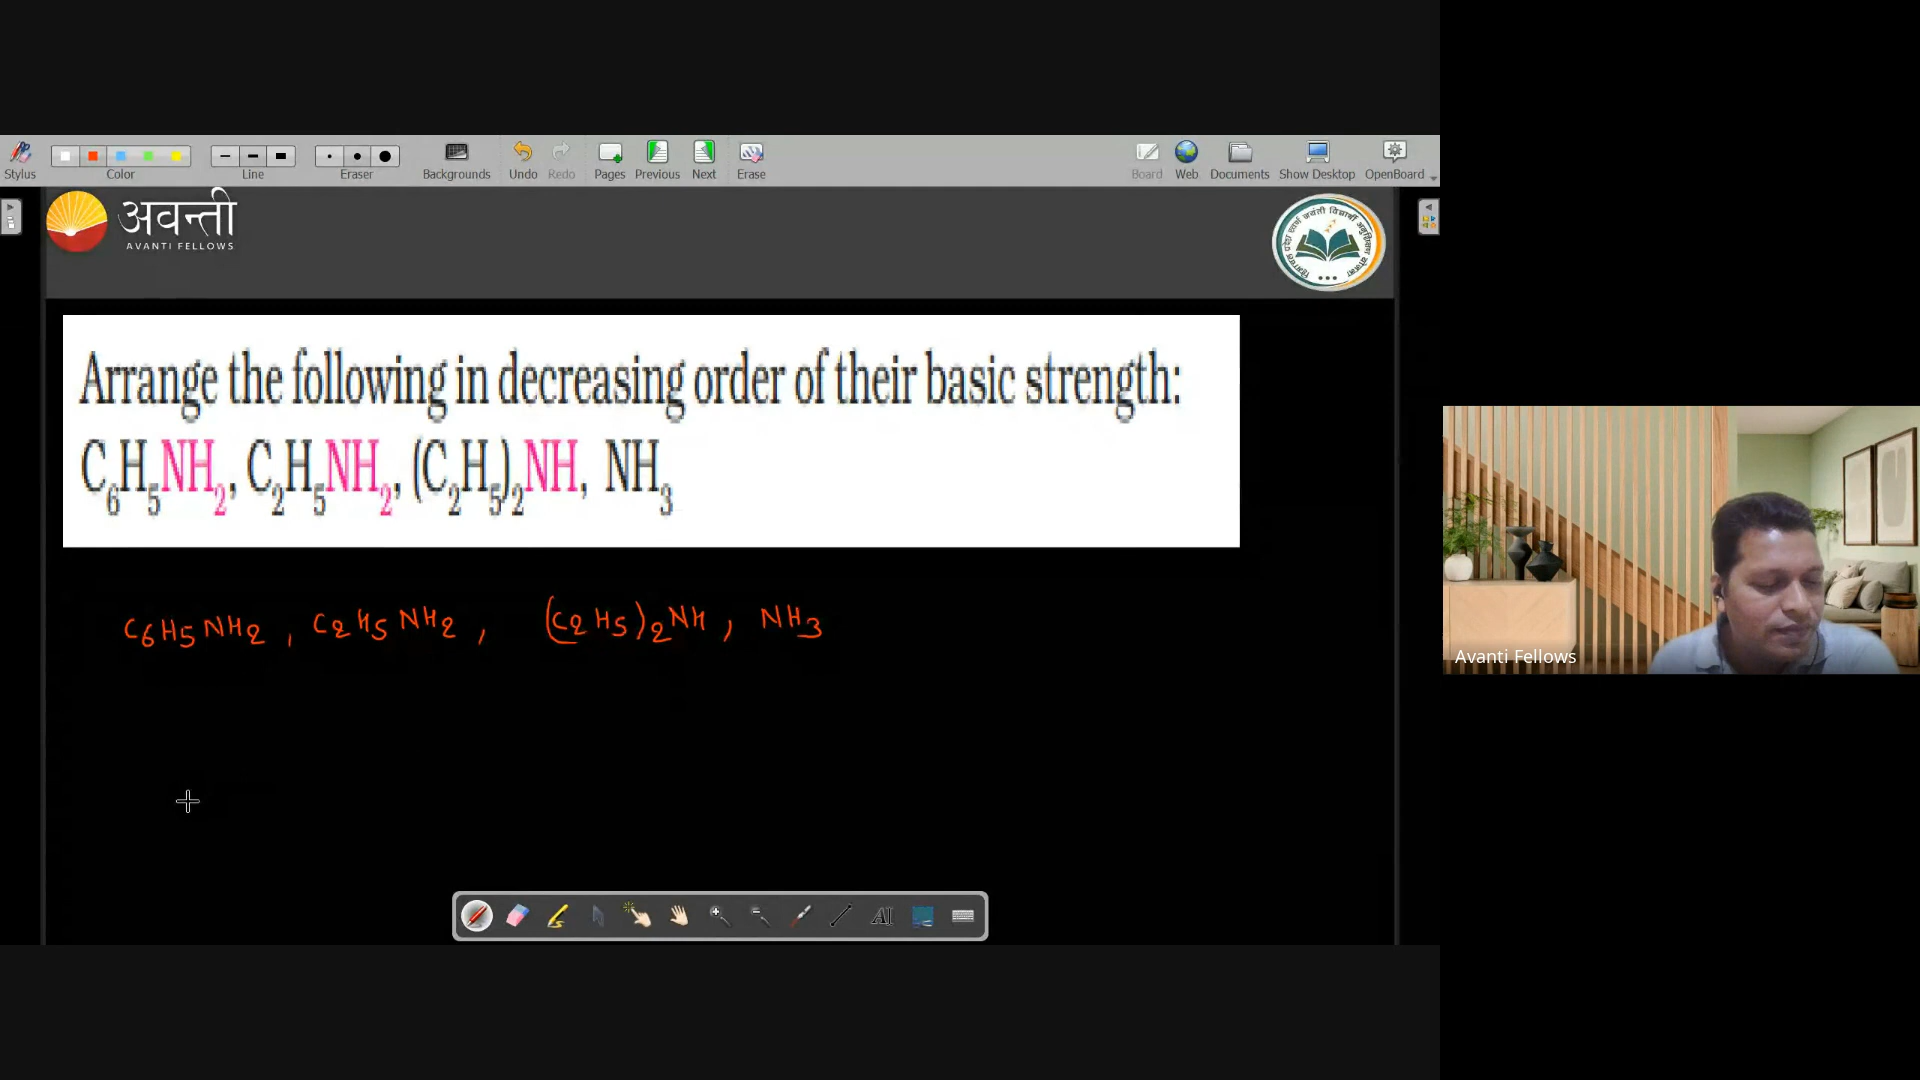 Stylus Color Line Eraser Backgrounds Undo Redo Pages Previous Next Erase Board Web Documents Show Desktop OpenBoard
अवन्ती
AVANTI FELLOWS
Arrange the following in decreasing order of their basic strength:
C₆H₅NH₂, C₂H₅NH₂, (C₂H₅)₂NH, NH₃
C₆H₅NH₂, C₂H₅NH₂, (C₂H₅)₂NH, NH₃
AI
Avanti Fellows